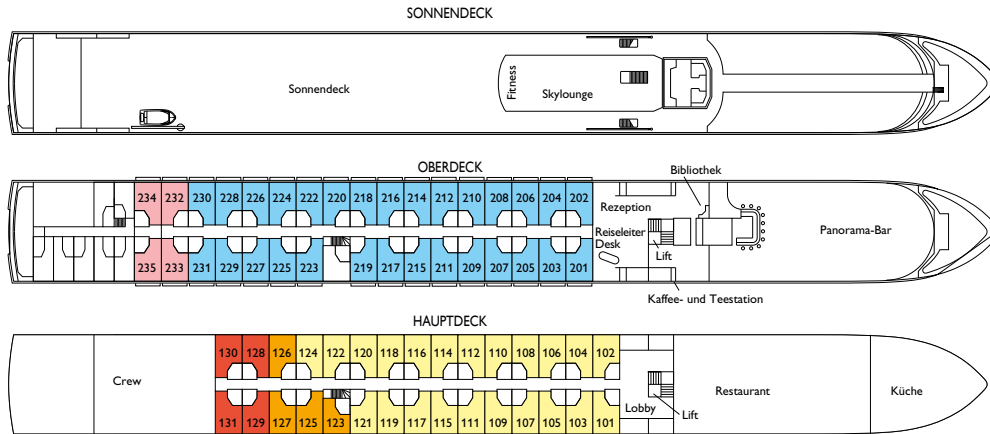 SONNENDECK
Sonnendeck
Fitness
Skylounge
OBERDECK
Bibliothek
234 232 230 228 226 224 222 220 218 216 214 212 210 208 206 204 202
Rezeption
Reiseleiter
Desk
Lift
Panorama-Bar
235 233 231 229 227 225 223 219 217 215 211 209 207 205 203 201
Kaffee- und Teestation
HAUPTDECK
130 128 126 124 122 120 118 116 114 112 110 108 106 104 102
Crew
Restaurant
Küche
Lobby
Lift
131 129 127 125 123 121 119 117 115 111 109 107 105 103 101